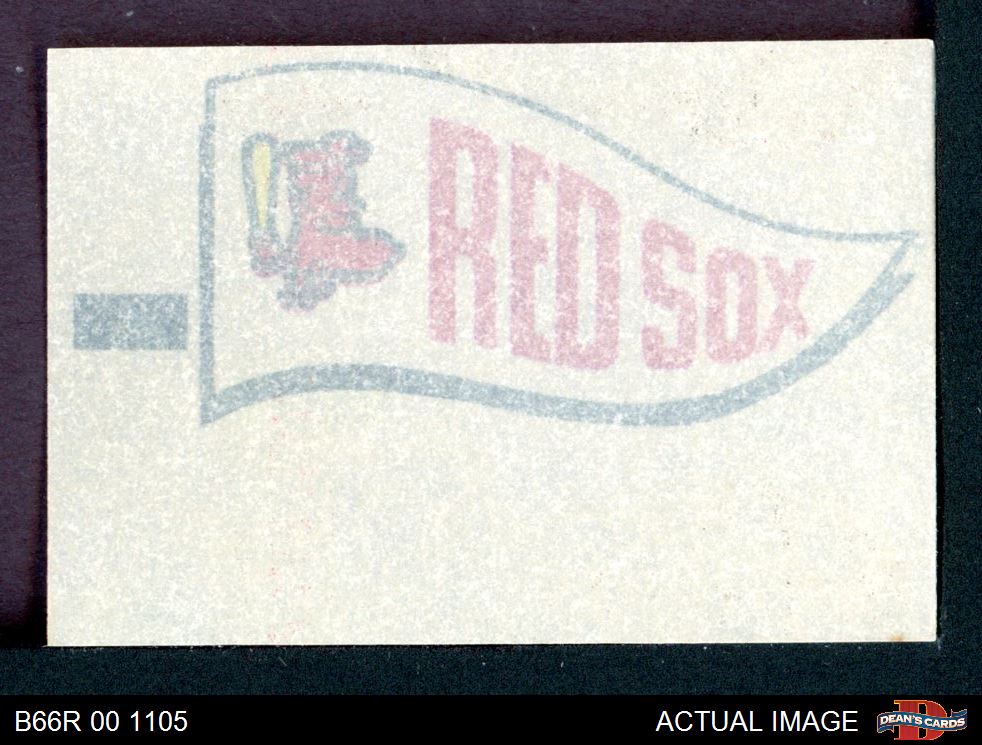 RED SOX
B66R 00 1105
ACTUAL IMAGE
DEAN'S CARDS